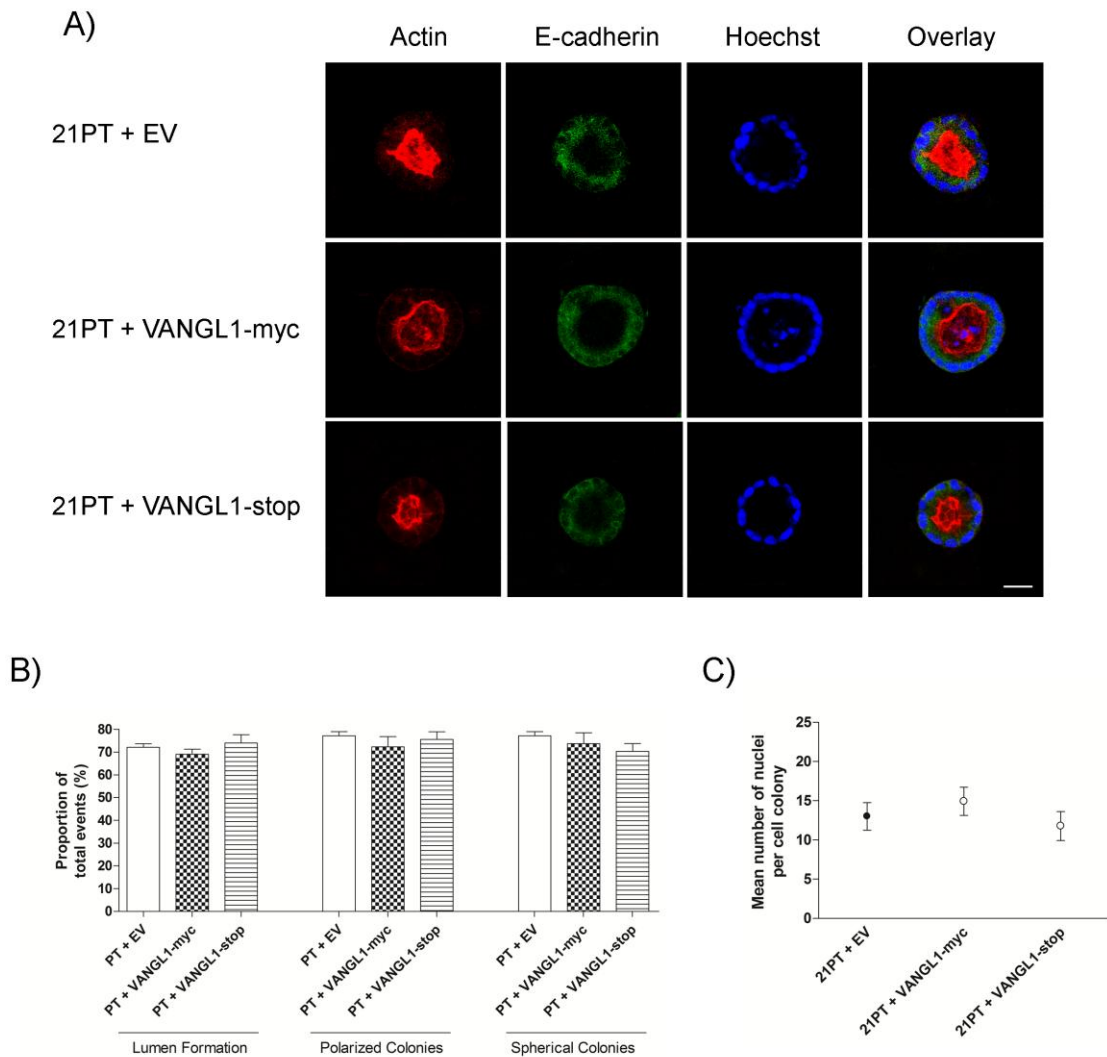 A)
Actin E-cadherin Hoechst Overlay
21PT + EV
21PT + VANGL1-myc
21PT + VANGL1-stop
B)
Proportion of
total events (%)
80
70
60
50
40
30
20
10
0
PT + EV
PT + VANGL1-myc
PT + VANGL1-stop
PT + EV
PT + VANGL1-myc
PT + VANGL1-stop
PT + EV
PT + VANGL1-myc
PT + VANGL1-stop
Lumen Formation
Polarized Colonies
Spherical Colonies
C)
Mean number of nuclei
per cell colony
25
20
15
10
5
0
21PT + EV
21PT + VANGL1-myc
21PT + VANGL1-stop